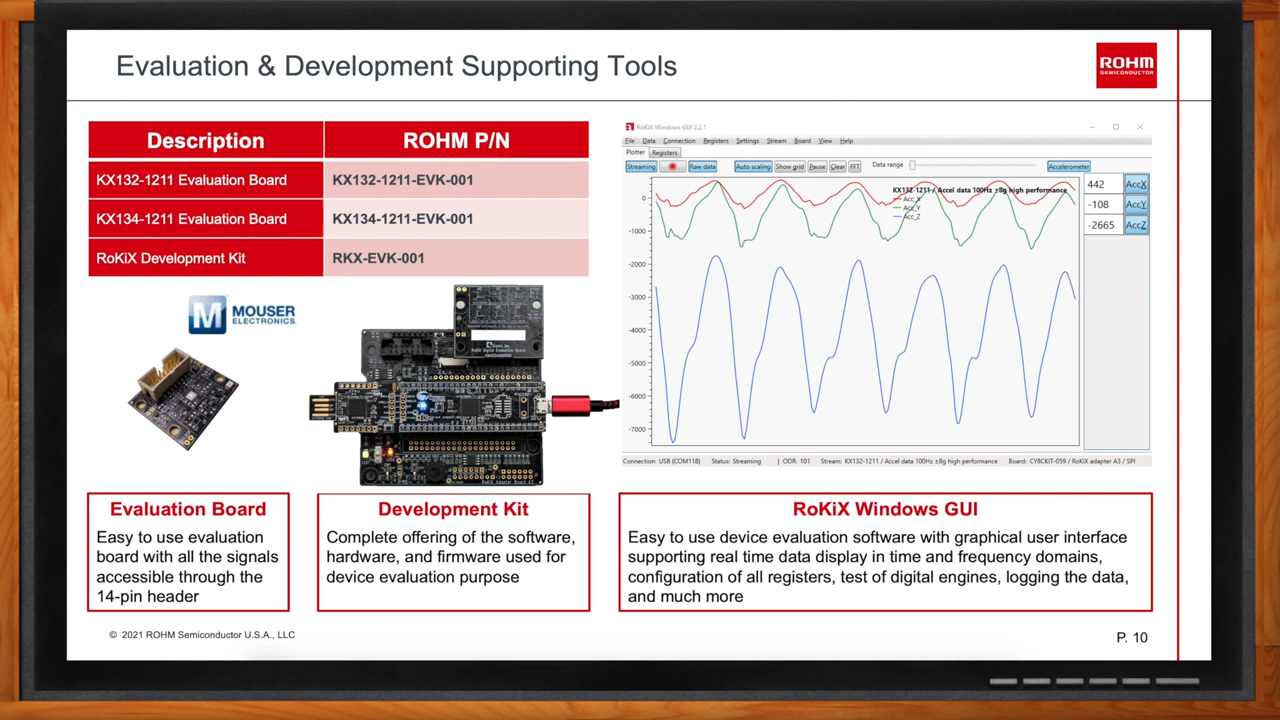 Evaluation & Development Supporting Tools
ROHM
SEMICONDUCTOR
Description ROHM P/N
KX132-1211 Evaluation Board KX132-1211-EVK-001
KX134-1211 Evaluation Board KX134-1211-EVK-001
RoKiX Development Kit RKX-EVK-001
MOUSER
ELECTRONICS
RoKiX Windows GUI 2.2.1
File Data Connection Registers Settings Stream Board View Help
Plotter Registers
Streaming Raw data Auto scaling Show grid Pause Clear FFT Data range Accelerometer
KX132-1211 / Accel data 100Hz ±8g high performance
Acc_X
Acc_Y
Acc_Z
442 AccX
-108 AccY
-2665 AccZ
0
-1000
-2000
-3000
-4000
-5000
-6000
-7000
Connection: USB (COM118) Status: Streaming | ODR 101 Stream: KX132-1211 / Accel data 100Hz ±8g high performance Board: CY8CKIT-059 / RoKiX adapter A3 / SPI
Evaluation Board
Easy to use evaluation
board with all the signals
accessible through the
14-pin header
Development Kit
Complete offering of the software,
hardware, and firmware used for
device evaluation purpose
RoKiX Windows GUI
Easy to use device evaluation software with graphical user interface
supporting real time data display in time and frequency domains,
configuration of all registers, test of digital engines, logging the data,
and much more
© 2021 ROHM Semiconductor U.S.A., LLC
P. 10